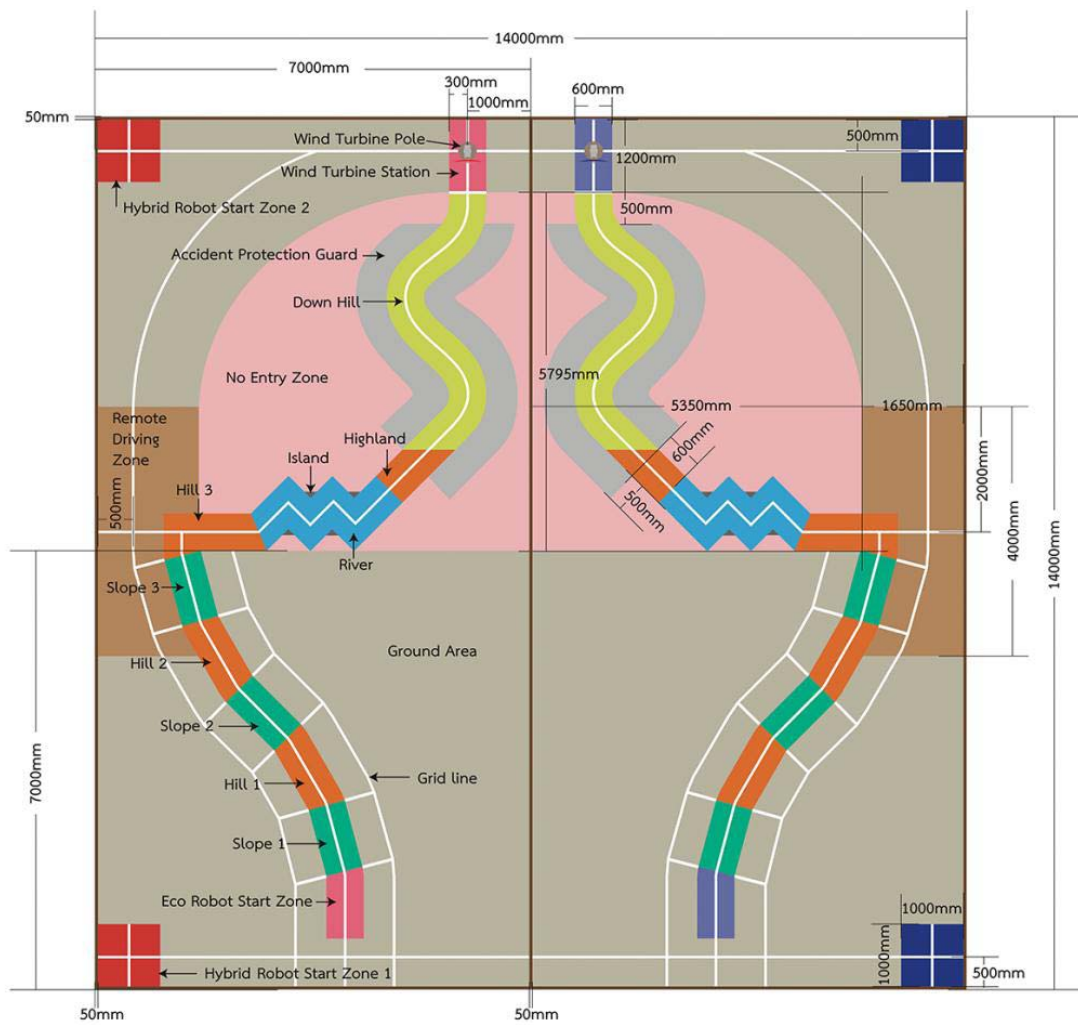 14000mm
7000mm
300mm
600mm
1000mm
50mm
Wind Turbine Pole
500mm
1200mm
Wind Turbine Station
Hybrid Robot Start Zone 2
500mm
Accident Protection Guard
Down Hill
No Entry Zone
5795mm
5350mm
1650mm
Remote
Driving
Zone
Highland
Island
600mm
2000mm
Hill 3
500mm
500mm
4000mm
14000mm
River
Slope 3
Ground Area
Hill 2
Slope 2
7000mm
Hill 1
Grid line
Slope 1
Eco Robot Start Zone
1000mm
1000mm
Hybrid Robot Start Zone 1
500mm
50mm
50mm